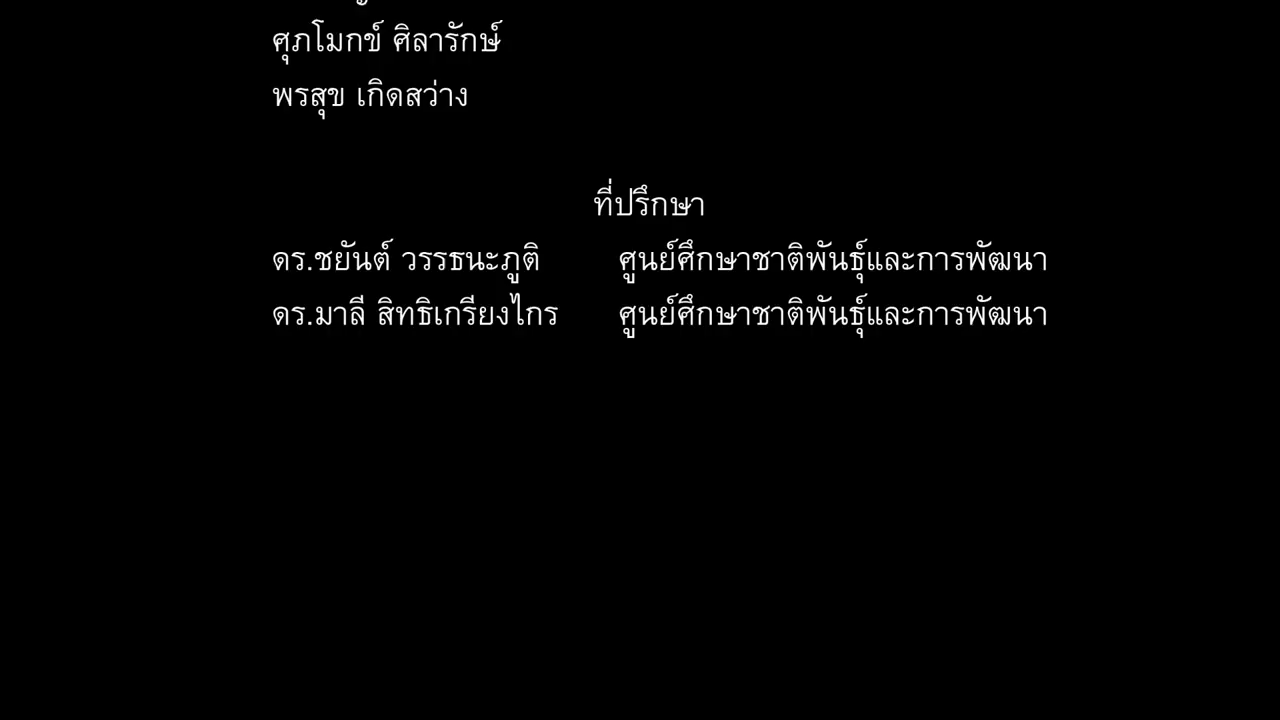 ศุภโมกข์ ศิลารักษ์
พรสุข เกิดสว่าง
ที่ปรึกษา
ดร.ชยันต์ วรรธนะภูติ ศูนย์ศึกษาชาติพันธุ์และการพัฒนา
ดร.มาลี สิทธิเกรียงไกร ศูนย์ศึกษาชาติพันธุ์และการพัฒนา